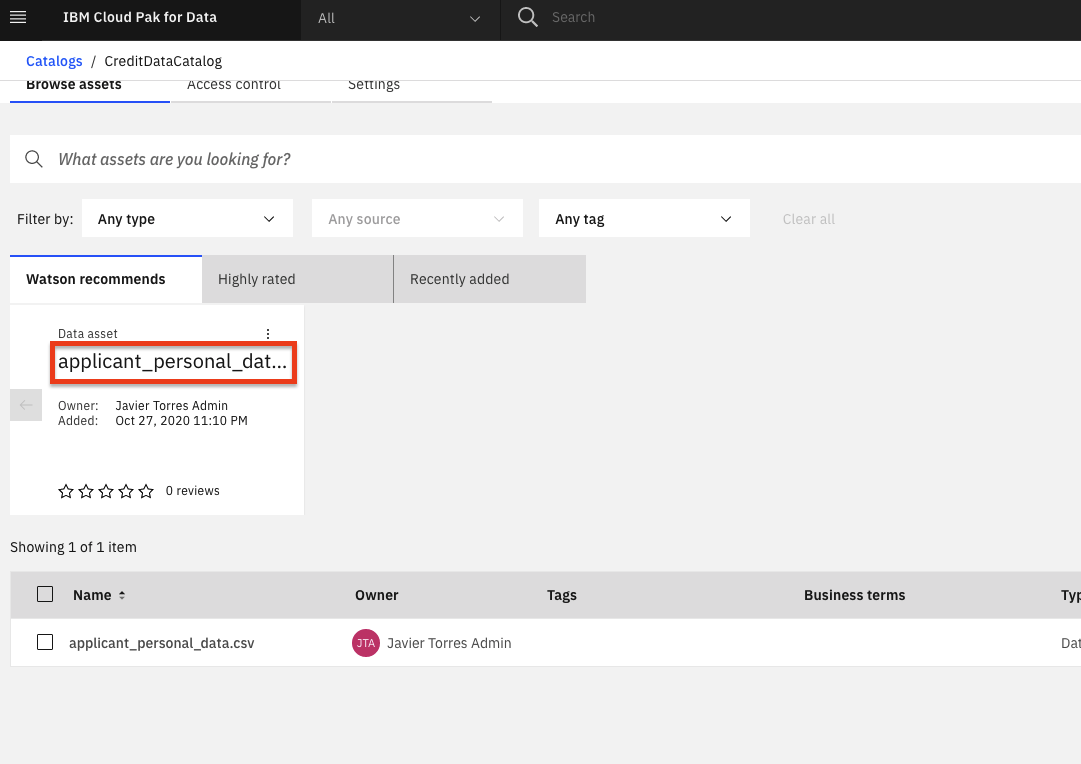 IBM Cloud Pak for Data All Search
Catalogs / CreditDataCatalog
Browse assets Access control Settings
What assets are you looking for?
Filter by: Any type Any source Any tag Clear all
Watson recommends Highly rated Recently added
Data asset
applicant_personal_dat...
Owner: Javier Torres Admin
Added: Oct 27, 2020 11:10 PM
0 reviews
Showing 1 of 1 item
Name Owner Tags Business terms Typ
applicant_personal_data.csv JTA Javier Torres Admin Dat